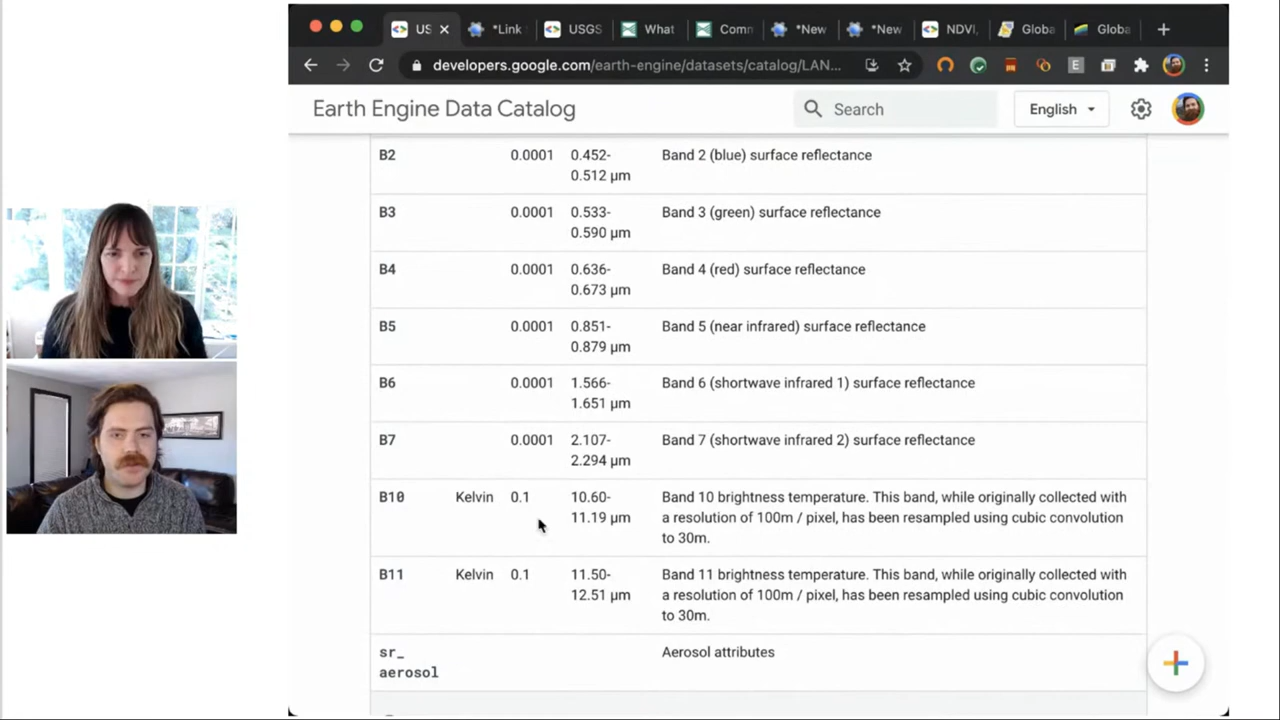 US
*Link
USGS
What
Comm
*New
*New
NDVI,
Globa
Globa
developers.google.com/earth-engine/datasets/catalog/LAN...
Earth Engine Data Catalog
Search
English
B2 0.0001 0.452- Band 2 (blue) surface reflectance
0.512 μm
B3 0.0001 0.533- Band 3 (green) surface reflectance
0.590 μm
B4 0.0001 0.636- Band 4 (red) surface reflectance
0.673 μm
B5 0.0001 0.851- Band 5 (near infrared) surface reflectance
0.879 μm
B6 0.0001 1.566- Band 6 (shortwave infrared 1) surface reflectance
1.651 μm
B7 0.0001 2.107- Band 7 (shortwave infrared 2) surface reflectance
2.294 μm
B10 Kelvin 0.1 10.60- Band 10 brightness temperature. This band, while originally collected with
11.19 μm a resolution of 100m / pixel, has been resampled using cubic convolution
to 30m.
B11 Kelvin 0.1 11.50- Band 11 brightness temperature. This band, while originally collected with
12.51 μm a resolution of 100m / pixel, has been resampled using cubic convolution
to 30m.
sr_ Aerosol attributes
aerosol